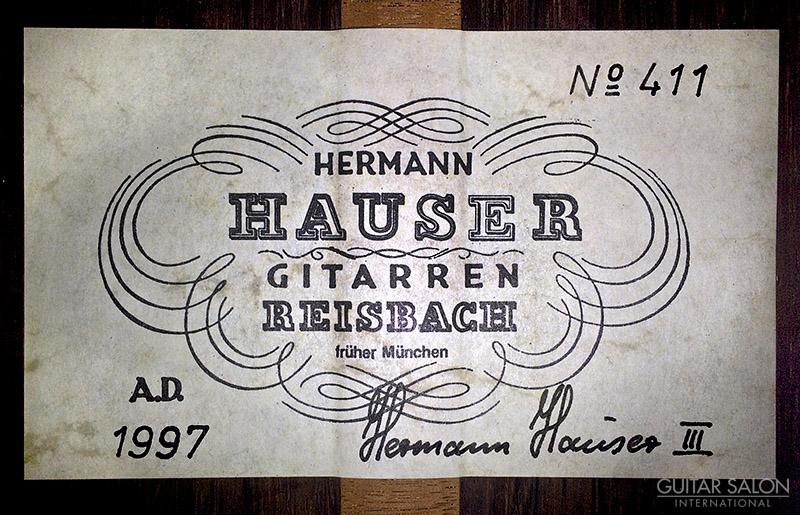 Nº 411
HERMANN
HAUSER
GITARREN
REISBACH
früher München
A.D.
1997
Hermann Hauser III
GUITAR SALON
INTERNATIONAL